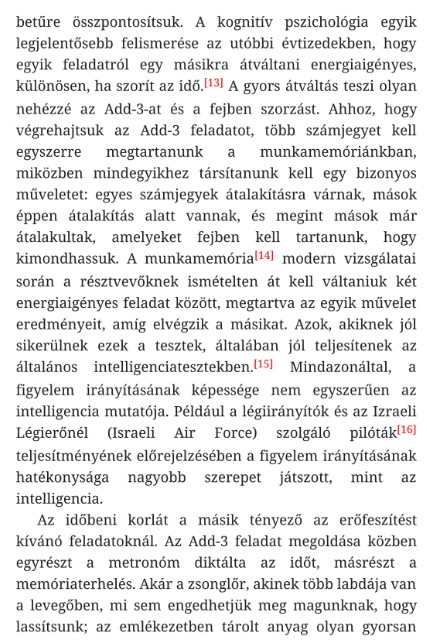 betűre összpontosítsuk. A kognitív pszichológia egyik
legjelentősebb felismerése az utóbbi évtizedekben, hogy
egyik feladatról egy másikra átváltani energiaigényes,
különösen, ha szorít az idő.[13] A gyors átváltás teszi olyan
nehézzé az Add-3-at és a fejben szorzást. Ahhoz, hogy
végrehajtsuk az Add-3 feladatot, több számjegyet kell
egyszerre megtartanunk a munkamemóriánkban,
miközben mindegyikhez társítanunk kell egy bizonyos
műveletet: egyes számjegyek átalakításra várnak, mások
éppen átalakítás alatt vannak, és megint mások már
átalakultak, amelyeket fejben kell tartanunk, hogy
kimondhassuk. A munkamemória[14] modern vizsgálatai
során a résztvevőknek ismételten át kell váltaniuk két
energiaigényes feladat között, megtartva az egyik művelet
eredményeit, amíg elvégzik a másikat. Azok, akiknek jól
sikerülnek ezek a tesztek, általában jól teljesítenek az
általános intelligenciatesztekben.[15] Mindazonáltal, a
figyelem irányításának képessége nem egyszerűen az
intelligencia mutatója. Például a légiirányítók és az Izraeli
Légierőnél (Israeli Air Force) szolgáló pilóták[16]
teljesítményének előrejelzésében a figyelem irányításának
hatékonysága nagyobb szerepet játszott, mint az
intelligencia.
Az időbeni korlát a másik tényező az erőfeszítést
kívánó feladatoknál. Az Add-3 feladat megoldása közben
egyrészt a metronóm diktálta az időt, másrészt a
memóriaterhelés. Akár a zsonglőr, akinek több labdája van
a levegőben, mi sem engedhetjük meg magunknak, hogy
lassítsunk; az emlékezetben tárolt anyag olyan gyorsan